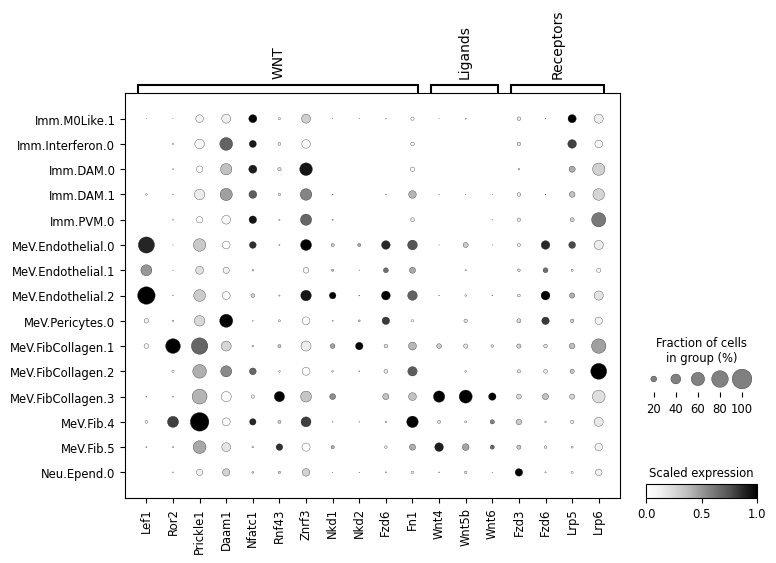 WNT
Ligands
Receptors
Imm.M0Like.1
Imm.Interferon.0
Imm.DAM.0
Imm.DAM.1
Imm.PVM.0
MeV.Endothelial.0
MeV.Endothelial.1
MeV.Endothelial.2
MeV.Pericytes.0
MeV.FibCollagen.1
MeV.FibCollagen.2
MeV.FibCollagen.3
MeV.Fib.4
MeV.Fib.5
Neu.Epend.0
Lef1
Ror2
Prickle1
Daam1
Nfatc1
Rnf43
Znrf3
Nkd1
Nkd2
Fzd6
Fn1
Wnt4
Wnt5b
Wnt6
Fzd3
Fzd6
Lrp5
Lrp6
Fraction of cells
in group (%)
20 40 60 80 100
Scaled expression
0.0 0.5 1.0